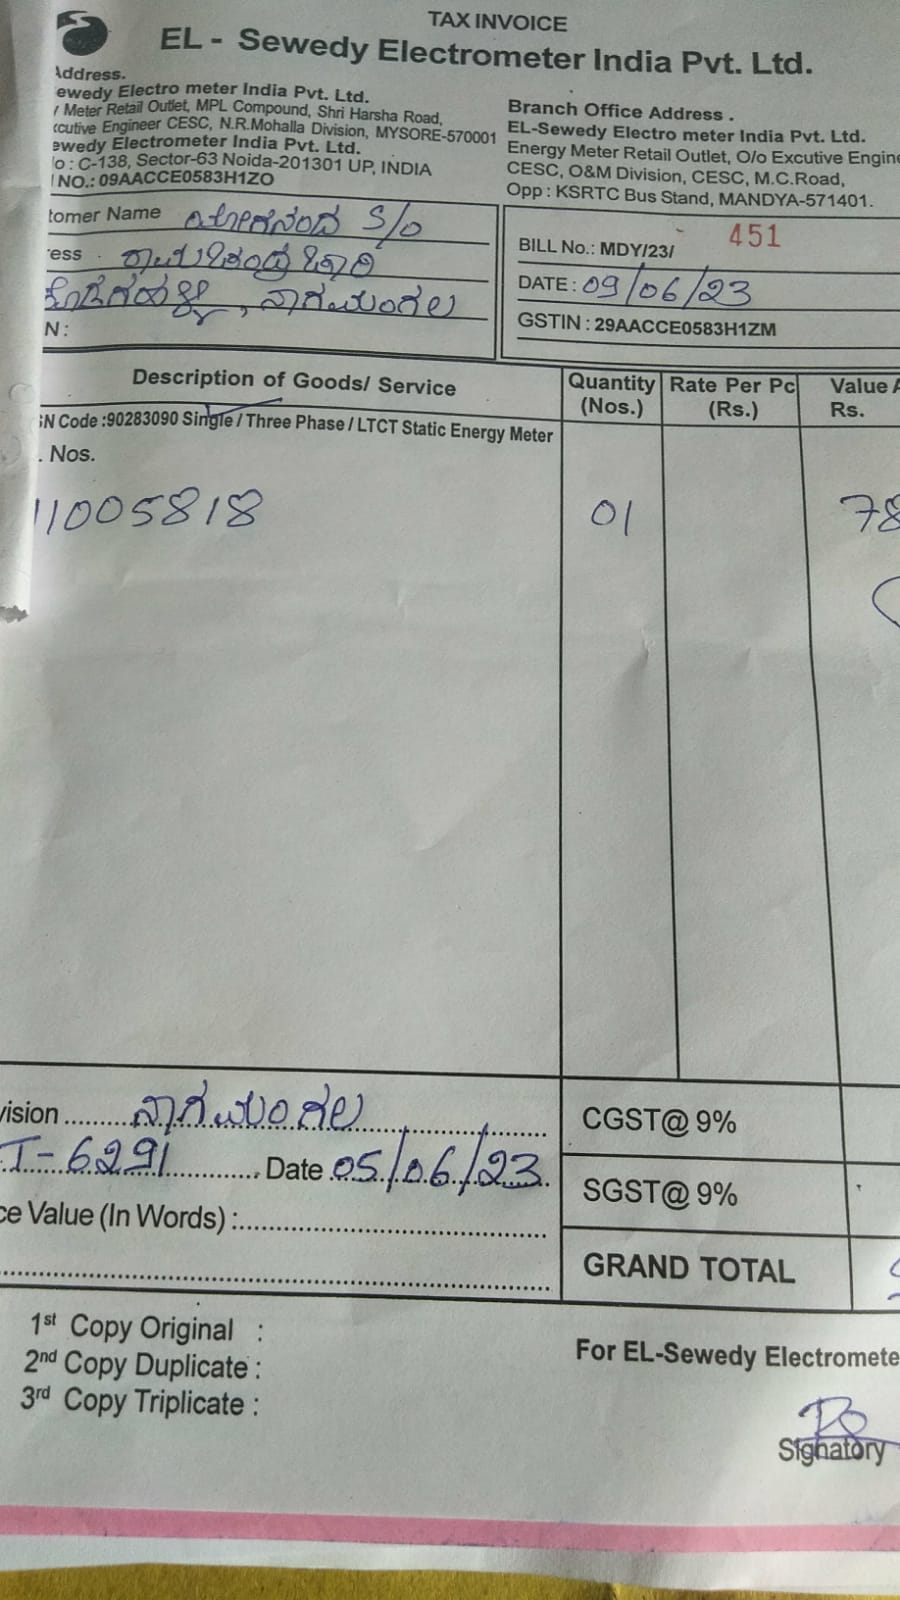 TAX INVOICE
EL - Sewedy Electrometer India Pvt. Ltd.
Address.
ewedy Electro meter India Pvt. Ltd.
/ Meter Retail Outlet, MPL Compound, Shri Harsha Road,
cutive Engineer CESC, N.R.Mohalla Division, MYSORE-570001
ewedy Electrometer India Pvt. Ltd.
o : C-138, Sector-63 Noida-201301 UP, INDIA
NO.: 09AACCE0583H1ZO
Branch Office Address .
EL-Sewedy Electro meter India Pvt. Ltd.
Energy Meter Retail Outlet, O/o Excutive Engine
CESC, O&M Division, CESC, M.C.Road,
Opp : KSRTC Bus Stand, MANDYA-571401.
tomer Name S/o
ress
ನಾಗಮಂಗಲ
N :
BILL No.: MDY/23/ 451
DATE : 09/06/23
GSTIN : 29AACCE0583H1ZM
Description of Goods/ Service
Quantity (Nos.)
Rate Per Pc (Rs.)
Value Rs.
SN Code :90283090 Single / Three Phase / LTCT Static Energy Meter
. Nos.
11005818 01 78
vision ನಾಗಮಂಗಲ
T-6291 Date 05/06/23
ce Value (In Words) :
CGST@ 9%
SGST@ 9%
GRAND TOTAL
1st Copy Original :
2nd Copy Duplicate :
3rd Copy Triplicate :
For EL-Sewedy Electromete
Signatory